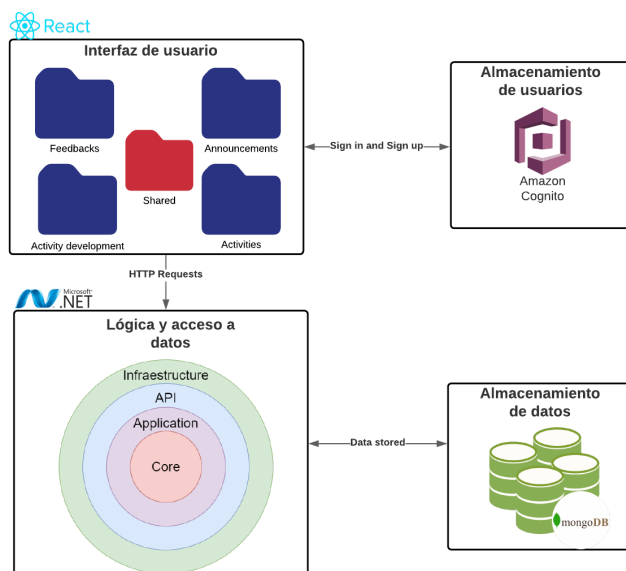 React
Interfaz de usuario
Feedbacks
Announcements
Shared
Activity development
Activities
Sign in and Sign up
Almacenamiento
de usuarios
Amazon
Cognito
HTTP Requests
Microsoft
.NET
Lógica y acceso a
datos
Infraestructure
API
Application
Core
Data stored
Almacenamiento
de datos
mongoDB